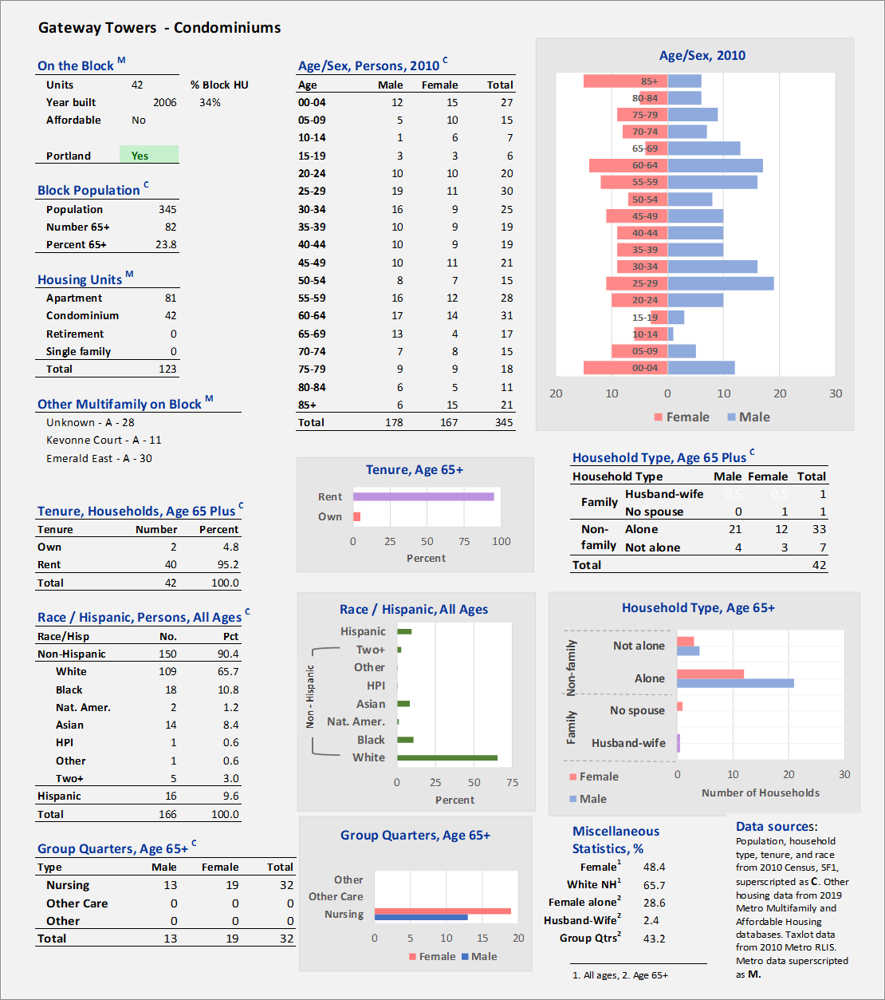 Gateway Towers - Condominiums
On the Block M
Units 42 % Block HU
Year built 2006 34%
Affordable No
Portland Yes
Block Population C
Population 345
Number 65+ 82
Percent 65+ 23.8
Housing Units M
Apartment 81
Condominium 42
Retirement 0
Single family 0
Total 123
Other Multifamily on Block M
Unknown - A - 28
Kevonne Court - A - 11
Emerald East - A - 30
Age/Sex, Persons, 2010 C
Age Male Female Total
00-04 12 15 27
05-09 5 10 15
10-14 1 6 7
15-19 3 3 6
20-24 10 10 20
25-29 19 11 30
30-34 16 9 25
35-39 10 9 19
40-44 10 9 19
45-49 10 11 21
50-54 8 7 15
55-59 16 12 28
60-64 17 14 31
65-69 13 4 17
70-74 7 8 15
75-79 9 9 18
80-84 6 5 11
85+ 6 15 21
Total 178 167 345
Age/Sex, 2010
85+
80-84
75-79
70-74
65-69
60-64
55-59
50-54
45-49
40-44
35-39
30-34
25-29
20-24
15-19
10-14
05-09
00-04
20 10 0 10 20 30
Female Male
Tenure, Households, Age 65 Plus C
Tenure Number Percent
Own 2 4.8
Rent 40 95.2
Total 42 100.0
Tenure, Age 65+
Rent
Own
0 25 50 75 100
Percent
Household Type, Age 65 Plus C
Household Type Male Female Total
Family Husband-wife 0.5 0.5 1
No spouse 0 1 1
Non-family Alone 21 12 33
Not alone 4 3 7
Total 42
Race / Hispanic, Persons, All Ages C
Race/Hisp No. Pct
Non-Hispanic 150 90.4
White 109 65.7
Black 18 10.8
Nat. Amer. 2 1.2
Asian 14 8.4
HPI 1 0.6
Other 1 0.6
Two+ 5 3.0
Hispanic 16 9.6
Total 166 100.0
Race / Hispanic, All Ages
Hispanic
Two+
Other
HPI
Asian
Nat. Amer.
Black
White
Non - Hispanic
0 25 50 75
Percent
Household Type, Age 65+
Non-family
Not alone
Alone
Family
No spouse
Husband-wife
0 10 20 30
Number of Households
Female
Male
Group Quarters, Age 65+ C
Type Male Female Total
Nursing 13 19 32
Other Care 0 0 0
Other 0 0 0
Total 13 19 32
Group Quarters, Age 65+
Other
Other Care
Nursing
0 5 10 15 20
Female Male
Miscellaneous
Statistics, %
Female1 48.4
White NH1 65.7
Female alone2 28.6
Husband-Wife2 2.4
Group Qtrs2 43.2
1. All ages, 2. Age 65+
Data sources:
Population, household
type, tenure, and race
from 2010 Census, SF1,
superscripted as C. Other
housing data from 2019
Metro Multifamily and
Affordable Housing
databases. Taxlot data
from 2010 Metro RLIS.
Metro data superscripted
as M.